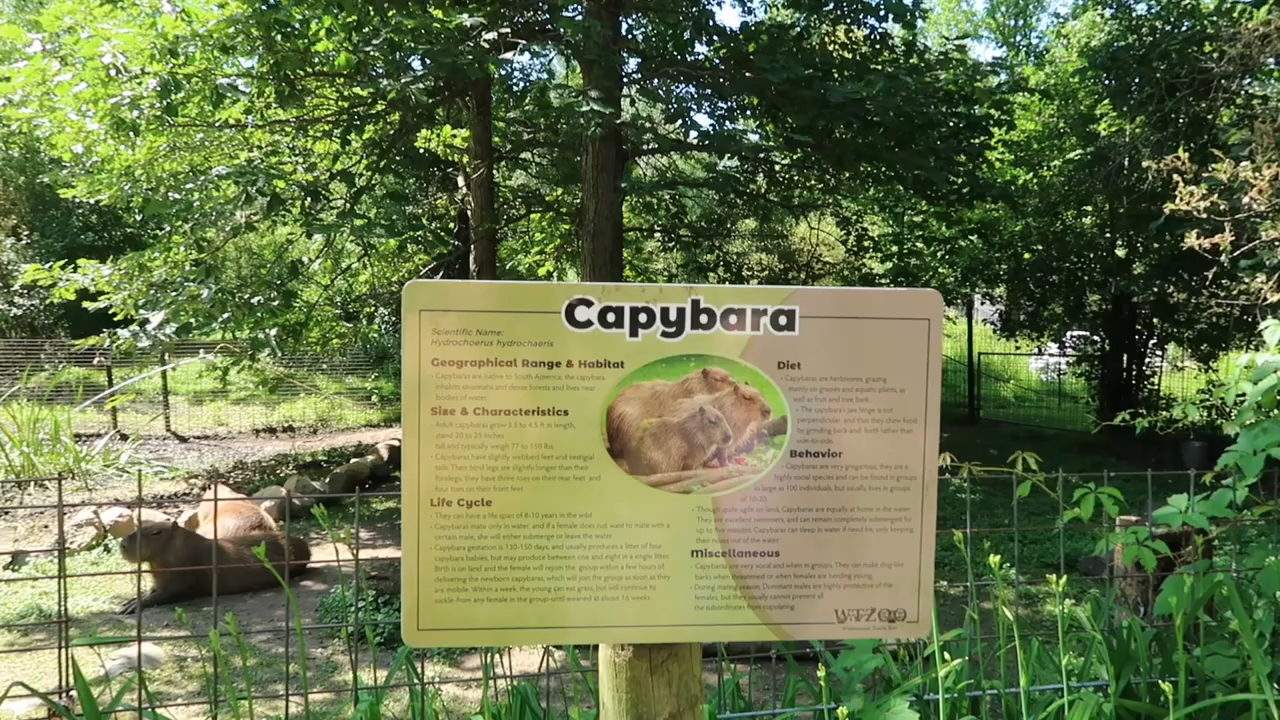 Capybara
Scientific Name:
Hydrochoerus hydrochaeris
Geographical Range & Habitat
Capybaras are native to South America; the capybara
inhabits savannahs and dense forests and lives near
bodies of water.
Size & Characteristics
Adult capybaras grow 3.5 to 4.5 ft in length,
stand 20 to 25 inches
tall and typically weigh 77 to 150 lbs.
- Capybaras have slightly webbed feet and vestigial
tails. Their hind legs are slightly longer than their
forelegs; they have three toes on their rear feet and
four toes on their front feet.
Life Cycle
- They can have a life span of 8-10 years in the wild
- Capybaras mate only in water, and if a female does not want to mate with a
certain male, she will either submerge or leave the water.
- Capybara gestation is 130-150 days, and usually produces a litter of four
capybara babies, but may produce between one and eight in a single litter.
Birth is on land and the female will rejoin the group within a few hours of
delivering the newborn capybaras, which will join the group as soon as they
are mobile. Within a week, the young can eat grass, but will continue to
suckle-from any female in the group-until weaned at about 16 weeks.
Diet
- Capybaras are herbivores, grazing
mainly on grasses and aquatic plants, as
well as fruit and tree bark.
- The capybara's jaw hinge is not
perpendicular, and thus they chew food
by grinding back-and- forth rather than
side-to-side.
Behavior
- Capybaras are very gregarious, they are a
highly social species and can be found in groups
as large as 100 individuals, but usually lives in groups
of 10-20.
- Though quite agile on land, Capybaras are equally at home in the water.
They are excellent swimmers, and can remain completely submerged for
up to five minutes. Capybaras can sleep in water if need be, only keeping
their noses out of the water.
Miscellaneous
- Capybaras are very vocal and when in groups. They can make dog-like
barks when threatened or when females are herding young.
- During mating season, Dominant males are highly protective of the
females, but they usually cannot prevent all
the subordinates from copulating.